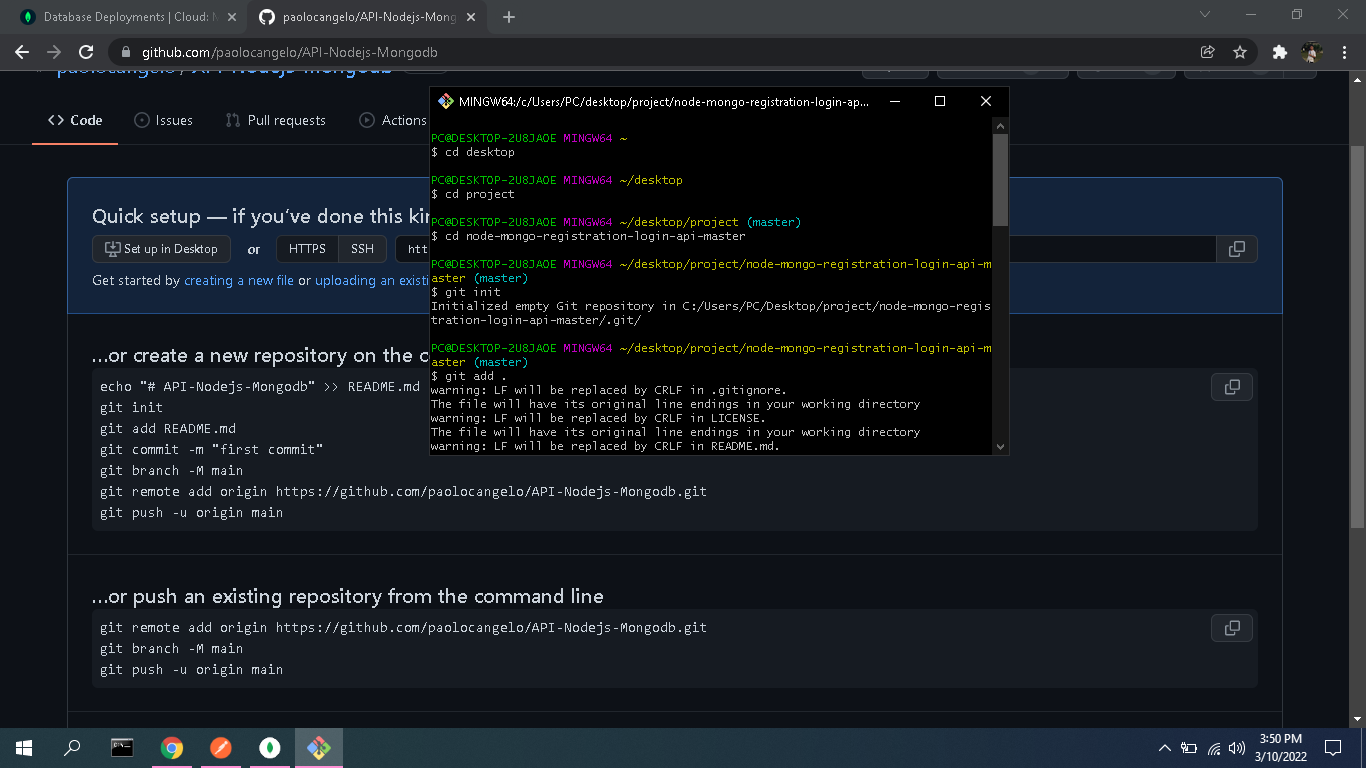 Database Deployments | Cloud: M
paolocangelo/API-Nodejs-Mong
github.com/paolocangelo/API-Nodejs-Mongodb
paolocangelo / API-Nodejs-Mongodb
Code
Issues
Pull requests
Actions
MINGW64:/c/Users/PC/desktop/project/node-mongo-registration-login-ap...
PC@DESKTOP-2U8JAOE MINGW64 ~
$ cd desktop
PC@DESKTOP-2U8JAOE MINGW64 ~/desktop
$ cd project
PC@DESKTOP-2U8JAOE MINGW64 ~/desktop/project (master)
$ cd node-mongo-registration-login-api-master
PC@DESKTOP-2U8JAOE MINGW64 ~/desktop/project/node-mongo-registration-login-api-m
aster (master)
$ git init
Initialized empty Git repository in C:/Users/PC/Desktop/project/node-mongo-regis
tration-login-api-master/.git/
PC@DESKTOP-2U8JAOE MINGW64 ~/desktop/project/node-mongo-registration-login-api-m
aster (master)
$ git add .
warning: LF will be replaced by CRLF in .gitignore.
The file will have its original line endings in your working directory
warning: LF will be replaced by CRLF in LICENSE.
The file will have its original line endings in your working directory
warning: LF will be replaced by CRLF in README.md.
Quick setup — if you've done this kin
Set up in Desktop or HTTPS SSH htt
Get started by creating a new file or uploading an existi
...or create a new repository on the c
echo "# API-Nodejs-Mongodb" >> README.md
git init
git add README.md
git commit -m "first commit"
git branch -M main
git remote add origin https://github.com/paolocangelo/API-Nodejs-Mongodb.git
git push -u origin main
...or push an existing repository from the command line
git remote add origin https://github.com/paolocangelo/API-Nodejs-Mongodb.git
git branch -M main
git push -u origin main
3:50 PM
3/10/2022